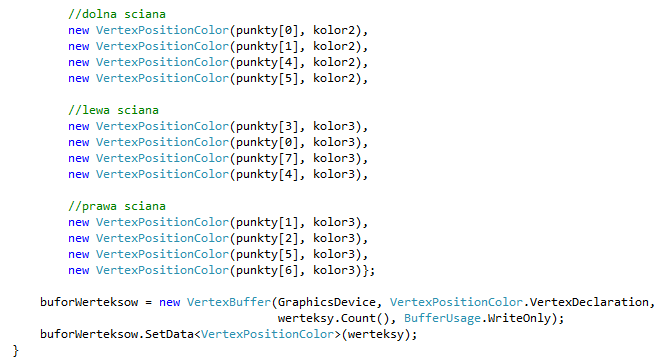 //dolna sciana
new VertexPositionColor(punkty[0], kolor2),
new VertexPositionColor(punkty[1], kolor2),
new VertexPositionColor(punkty[4], kolor2),
new VertexPositionColor(punkty[5], kolor2),
//lewa sciana
new VertexPositionColor(punkty[3], kolor3),
new VertexPositionColor(punkty[0], kolor3),
new VertexPositionColor(punkty[7], kolor3),
new VertexPositionColor(punkty[4], kolor3),
//prawa sciana
new VertexPositionColor(punkty[1], kolor3),
new VertexPositionColor(punkty[2], kolor3),
new VertexPositionColor(punkty[5], kolor3),
new VertexPositionColor(punkty[6], kolor3)};
buforWerteksow = new VertexBuffer(GraphicsDevice, VertexPositionColor.VertexDeclaration,
werteksy.Count(), BufferUsage.WriteOnly);
buforWerteksow.SetData<VertexPositionColor>(werteksy);
}